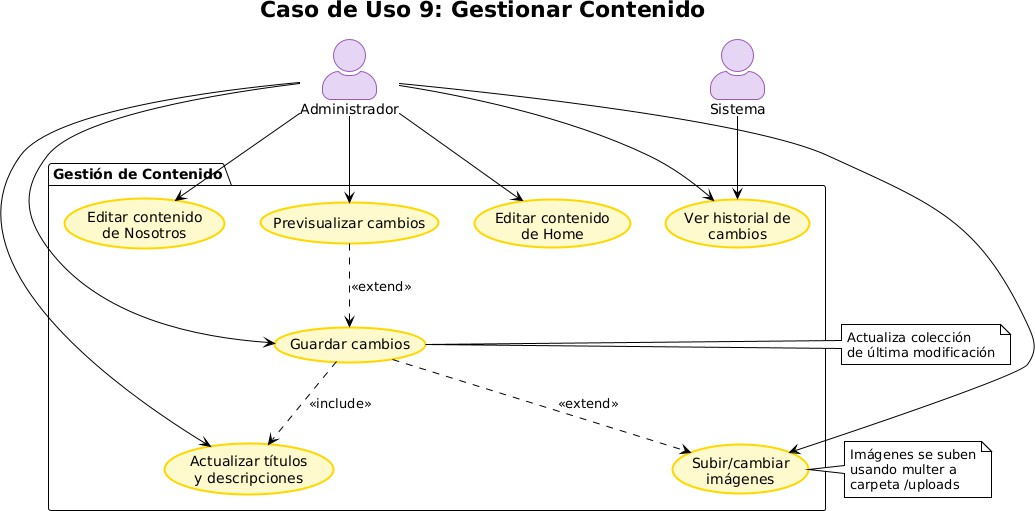 Caso de Uso 9: Gestionar Contenido
Administrador
Sistema
Gestión de Contenido
Editar contenido
de Nosotros
Previsualizar cambios
Editar contenido
de Home
Ver historial de
cambios
«extend»
Guardar cambios
Actualiza colección
de última modificación
«include»
«extend»
Actualizar títulos
y descripciones
Subir/cambiar
imágenes
Imágenes se suben
usando multer a
carpeta /uploads